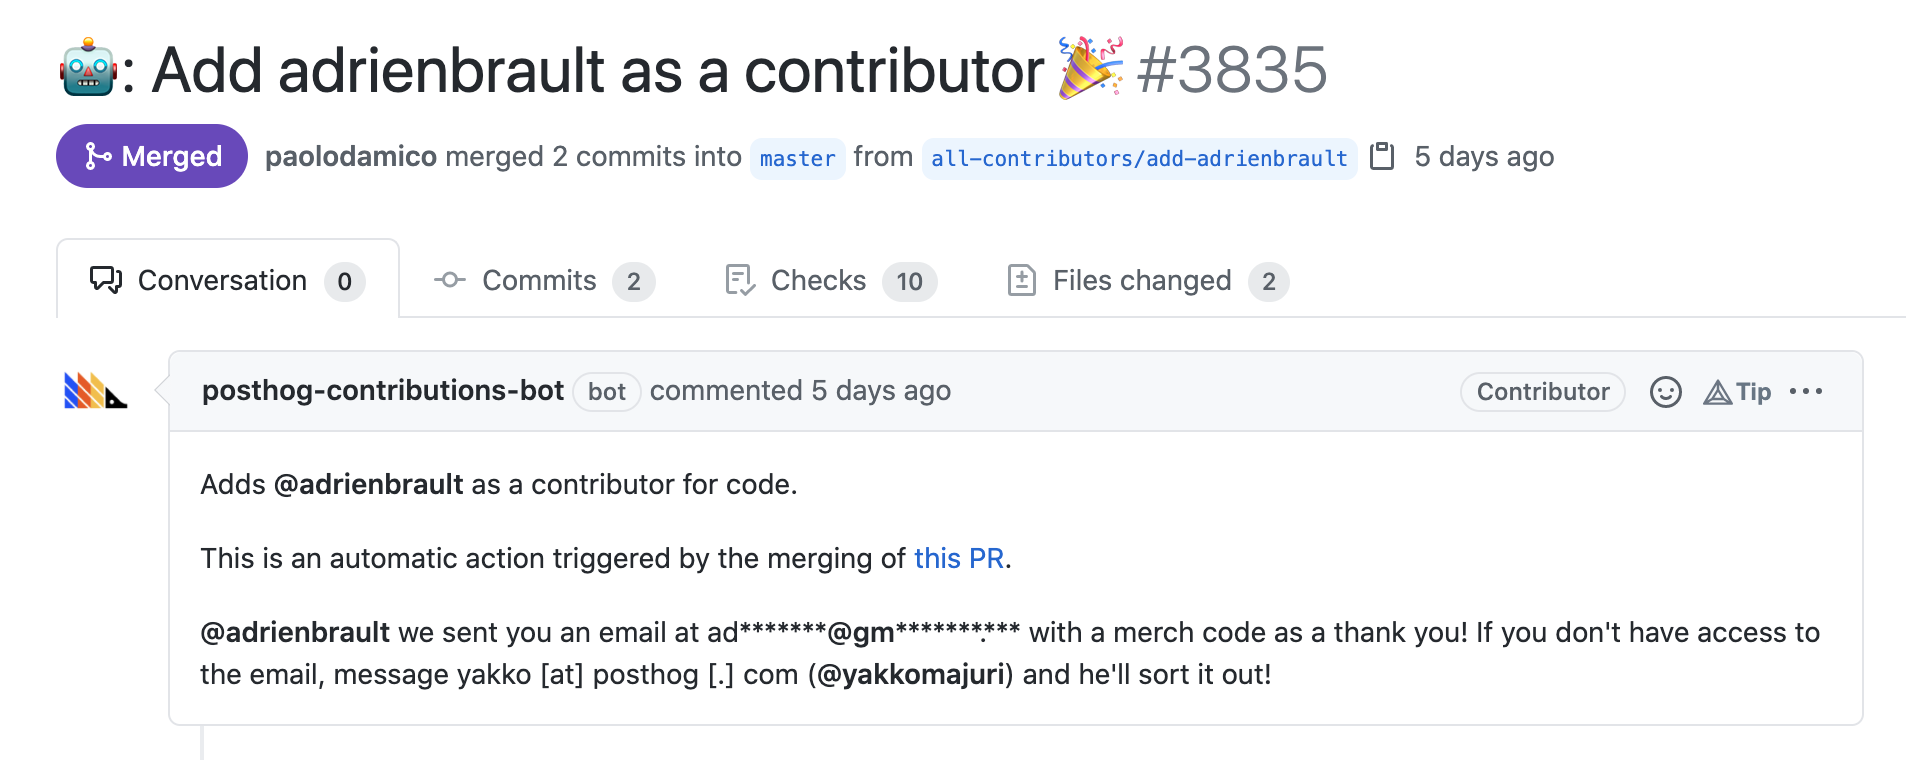 🤖: Add adrienbrault as a contributor 🎉 #3835
Merged paolodamico merged 2 commits into master from all-contributors/add-adrienbrault 5 days ago
Conversation 0 Commits 2 Checks 10 Files changed 2
posthog-contributions-bot bot commented 5 days ago Contributor Tip ...
Adds @adrienbrault as a contributor for code.
This is an automatic action triggered by the merging of this PR.
@adrienbrault we sent you an email at ad*******@gm*******.*** with a merch code as a thank you! If you don't have access to
the email, message yakko [at] posthog [.] com (@yakkomajuri) and he'll sort it out!